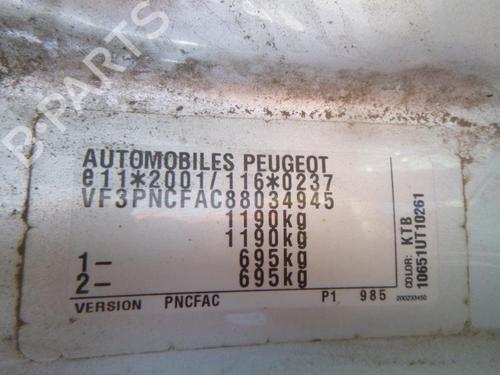 B-PARTS
AUTOMOBILES PEUGEOT
e11*2001/116*0237
VF3PNCFAC88034945
1190kg
1190kg
1- 695kg
2- 695kg
VERSION PNCFAC P1 985
COLOR: KTB
10651UT10261
200233450